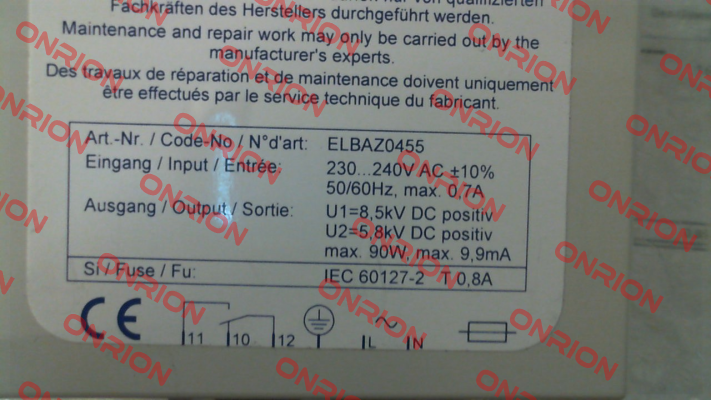 von qualifizierten
Fachkräften des Herstellers durchgeführt werden.
Maintenance and repair work may only be carried out by the
manufacturer's experts.
Des travaux de réparation et de maintenance doivent uniquement
être effectués par le service technique du fabricant.
Art.-Nr. / Code-No / N°d'art: ELBAZ0455
Eingang / Input / Entrée: 230...240V AC ±10%
50/60Hz, max. 0,7A
Ausgang / Output / Sortie: U1=8,5kV DC positiv
U2=5,8kV DC positiv
max. 90W, max. 9,9mA
Si / Fuse / Fu: IEC 60127-2 T 0,8A
CE
11 10 12 L N
ONRION